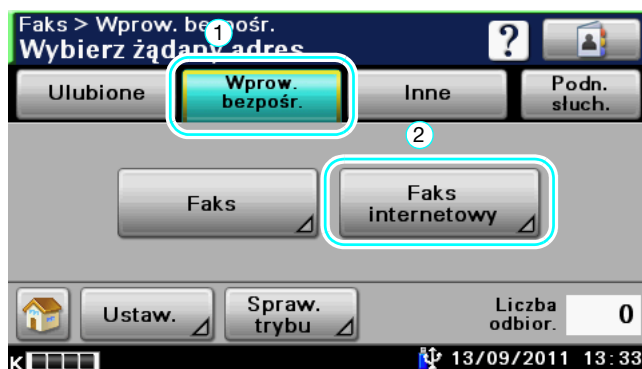 Faks > Wprow. bezpośr.
1
Wybierz żądany adres
?
Ulubione
Wprow.
bezpośr.
Inne
Podn.
słuch.
2
Faks
Faks
internetowy
Ustaw.
Spraw.
trybu
Liczba
odbior.
0
K
13/09/2011 13:33